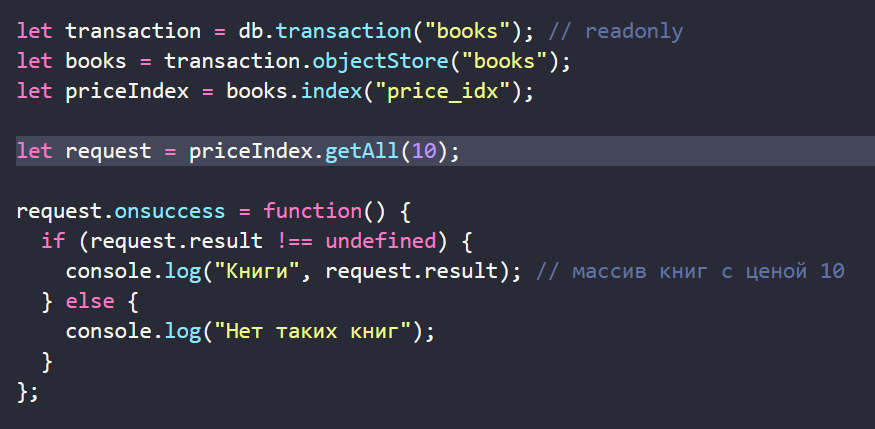 let transaction = db.transaction("books"); // readonly
let books = transaction.objectStore("books");
let priceIndex = books.index("price_idx");

let request = priceIndex.getAll(10);

request.onsuccess = function() {
  if (request.result !== undefined) {
    console.log("Книги", request.result); // массив книг с ценой 10
  } else {
    console.log("Нет таких книг");
  }
};